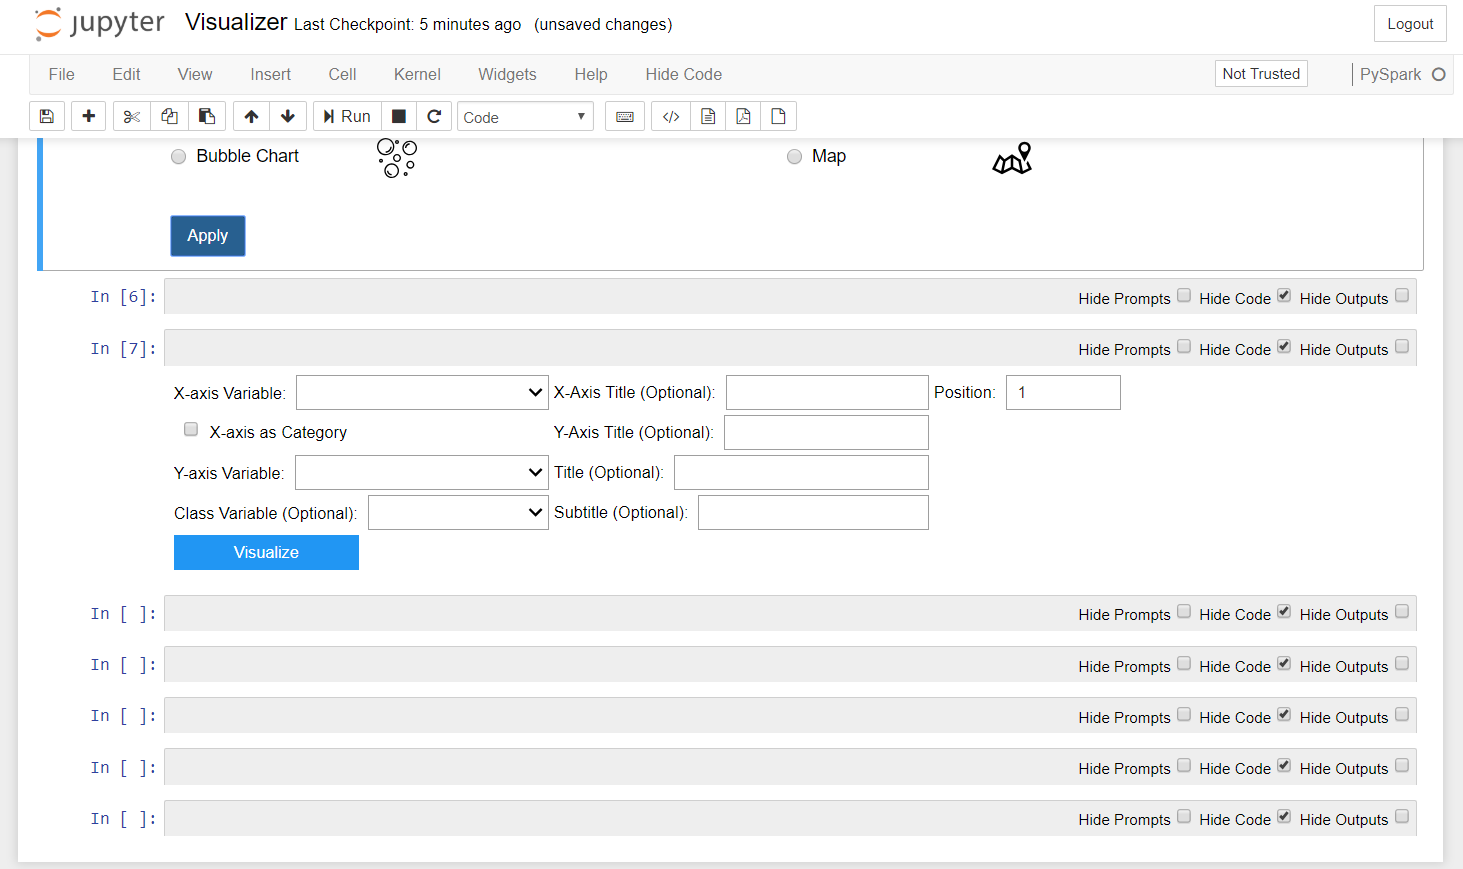 jupyter Visualizer Last Checkpoint: 5 minutes ago (unsaved changes) Logout
File Edit View Insert Cell Kernel Widgets Help Hide Code Not Trusted PySpark
Run Code
Bubble Chart Map
Apply
In [6]: Hide Prompts Hide Code Hide Outputs
In [7]: Hide Prompts Hide Code Hide Outputs
X-axis Variable: X-Axis Title (Optional): Position: 1
X-axis as Category Y-Axis Title (Optional):
Y-axis Variable: Title (Optional):
Class Variable (Optional): Subtitle (Optional):
Visualize
In [ ]: Hide Prompts Hide Code Hide Outputs
In [ ]: Hide Prompts Hide Code Hide Outputs
In [ ]: Hide Prompts Hide Code Hide Outputs
In [ ]: Hide Prompts Hide Code Hide Outputs
In [ ]: Hide Prompts Hide Code Hide Outputs